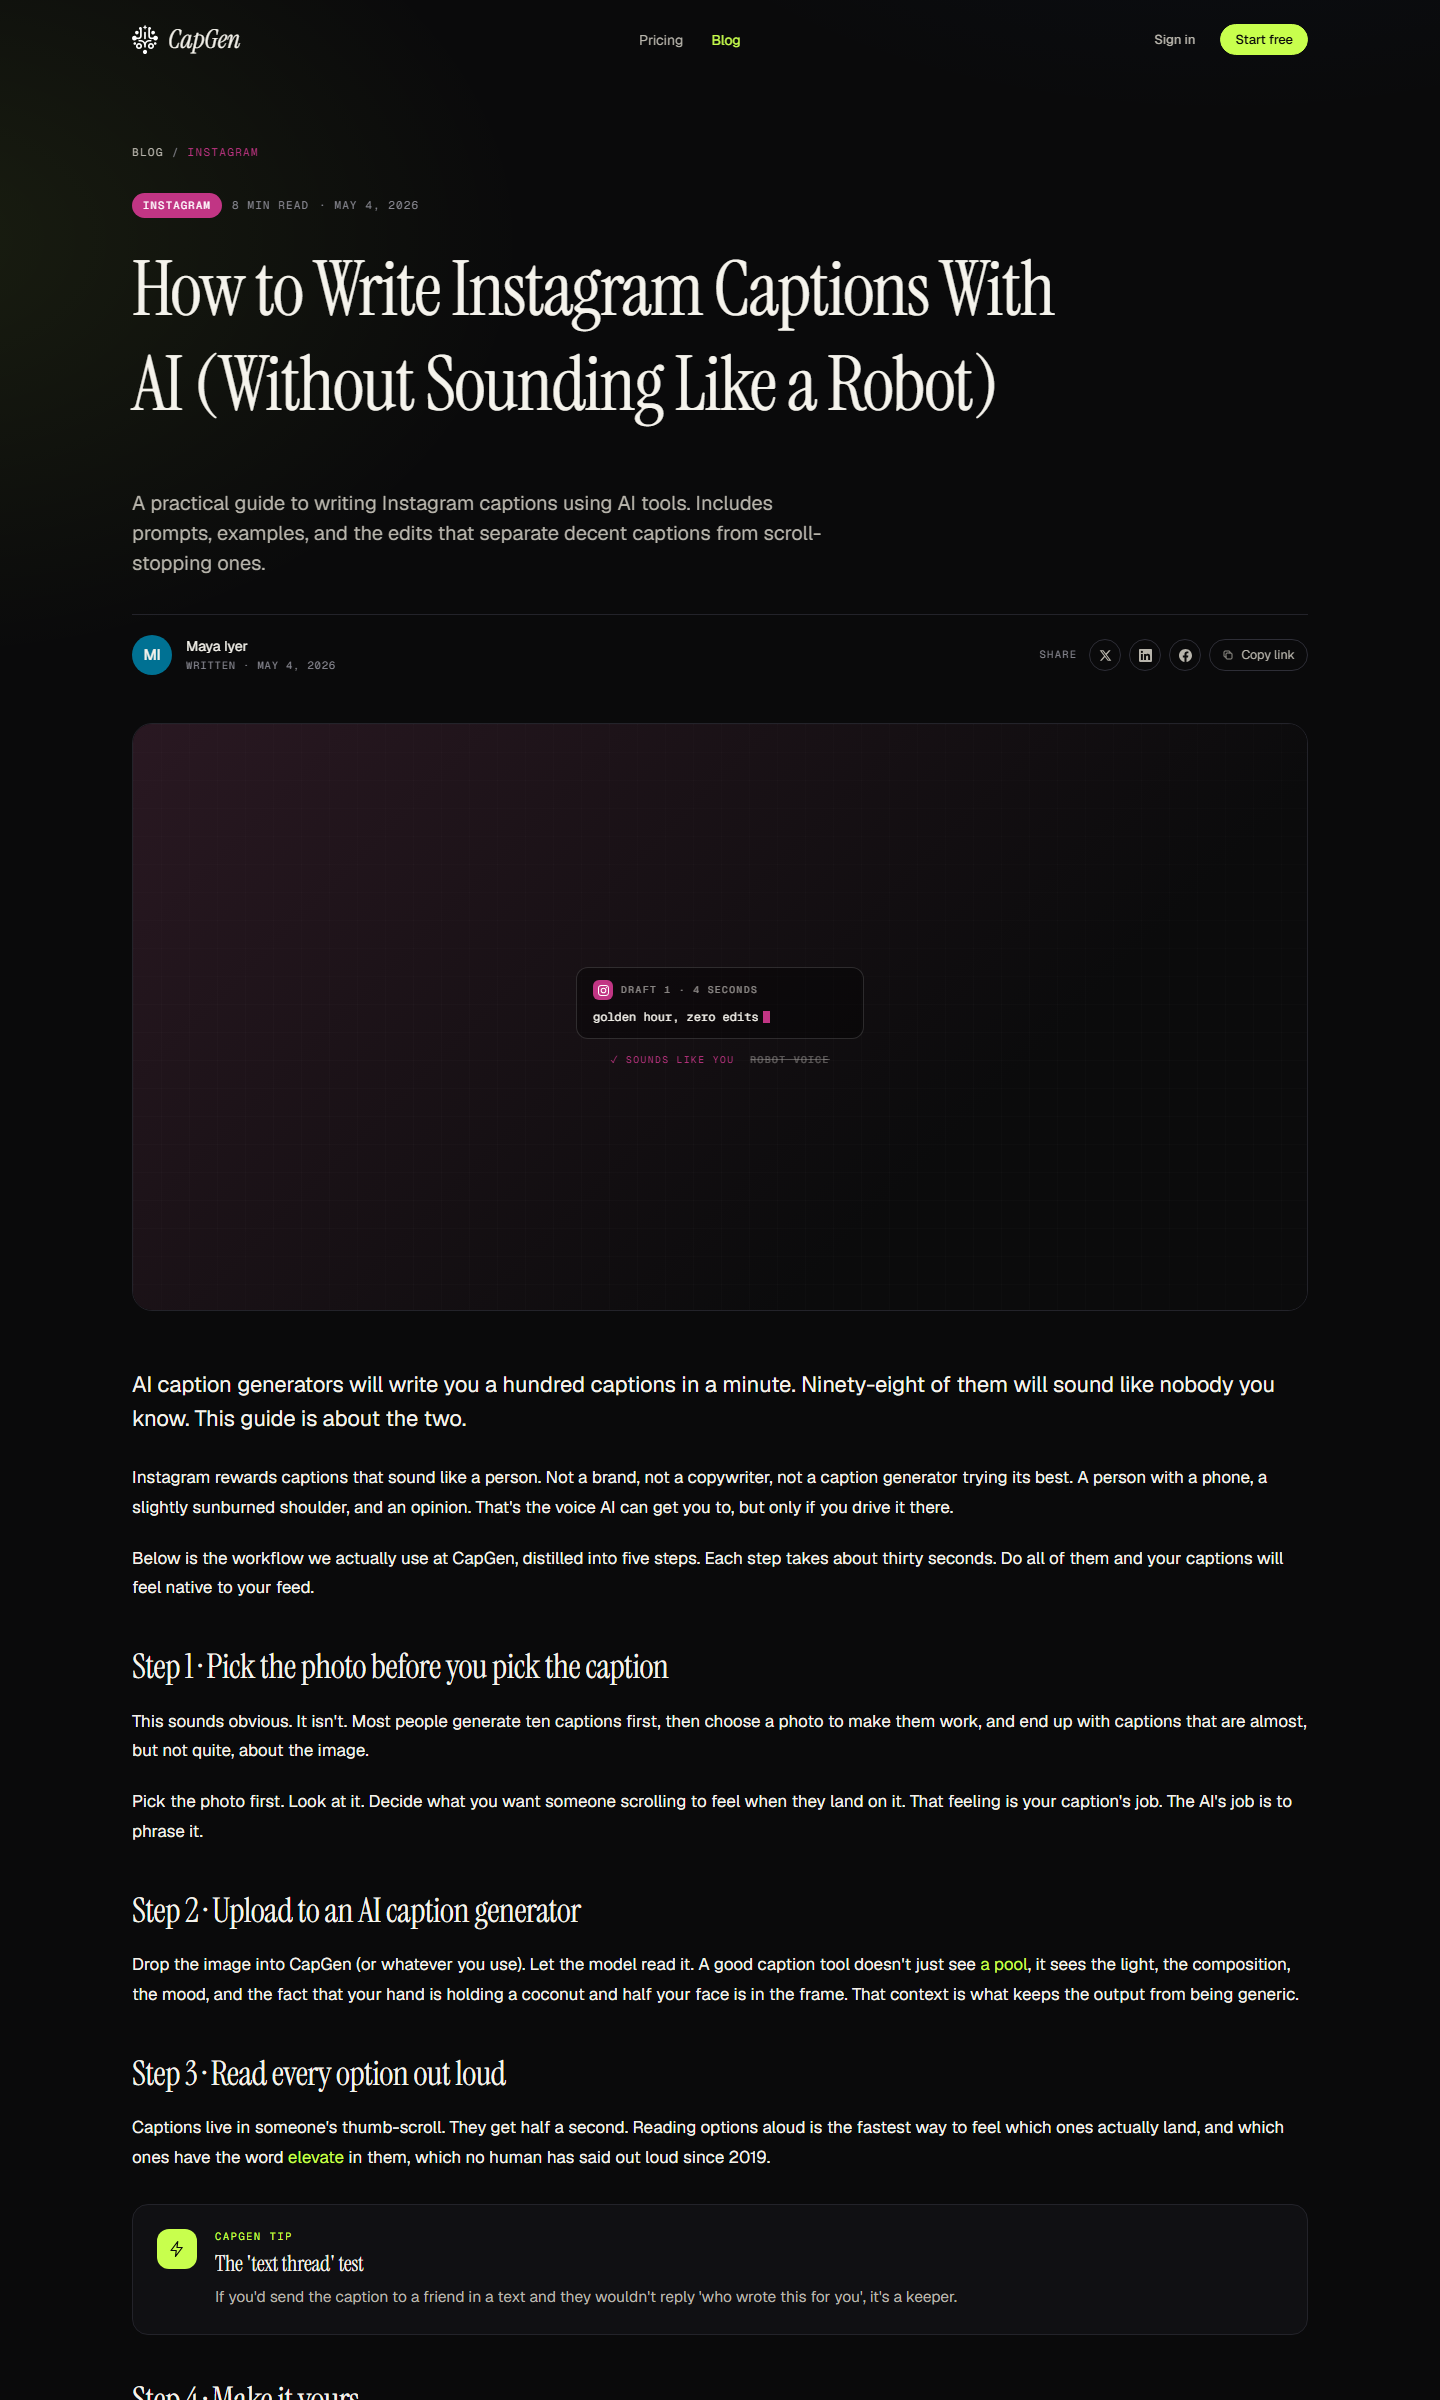 CapGen
Pricing
Blog
Sign in
Start free
BLOG / INSTAGRAM
INSTAGRAM
8 MIN READ · MAY 4, 2026
How to Write Instagram Captions With
AI (Without Sounding Like a Robot)
A practical guide to writing Instagram captions using AI tools. Includes
prompts, examples, and the edits that separate decent captions from scroll-
stopping ones.
MI
Maya Iyer
WRITTEN · MAY 4, 2026
SHARE
Copy link
DRAFT 1 · 4 SECONDS
golden hour, zero edits
✓ SOUNDS LIKE YOU
ROBOT VOICE
AI caption generators will write you a hundred captions in a minute. Ninety-eight of them will sound like nobody you
know. This guide is about the two.
Instagram rewards captions that sound like a person. Not a brand, not a copywriter, not a caption generator trying its best. A person with a phone, a
slightly sunburned shoulder, and an opinion. That's the voice AI can get you to, but only if you drive it there.
Below is the workflow we actually use at CapGen, distilled into five steps. Each step takes about thirty seconds. Do all of them and your captions will
feel native to your feed.
Step 1 · Pick the photo before you pick the caption
This sounds obvious. It isn't. Most people generate ten captions first, then choose a photo to make them work, and end up with captions that are almost,
but not quite, about the image.
Pick the photo first. Look at it. Decide what you want someone scrolling to feel when they land on it. That feeling is your caption's job. The AI's job is to
phrase it.
Step 2 · Upload to an AI caption generator
Drop the image into CapGen (or whatever you use). Let the model read it. A good caption tool doesn't just see a pool, it sees the light, the composition,
the mood, and the fact that your hand is holding a coconut and half your face is in the frame. That context is what keeps the output from being generic.
Step 3 · Read every option out loud
Captions live in someone's thumb-scroll. They get half a second. Reading options aloud is the fastest way to feel which ones actually land, and which
ones have the word elevate in them, which no human has said out loud since 2019.
CAPGEN TIP
The 'text thread' test
If you'd send the caption to a friend in a text and they wouldn't reply 'who wrote this for you', it's a keeper.
Step 4 · Make it yours